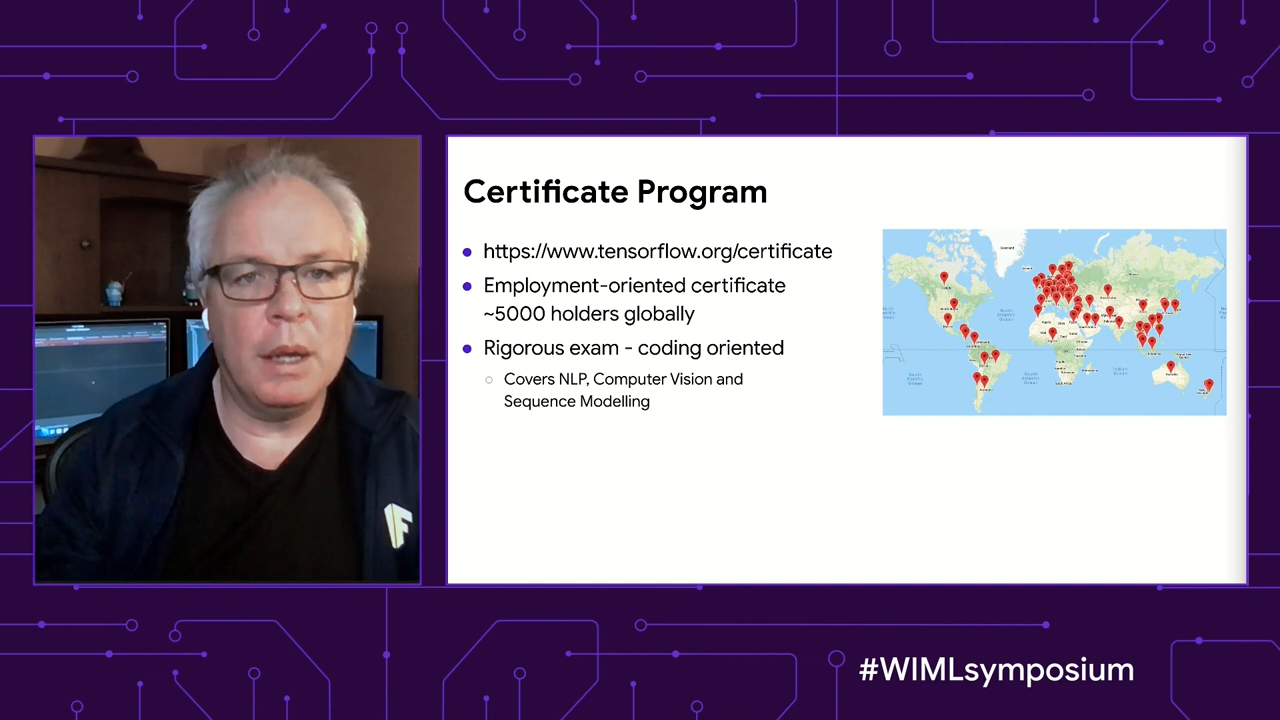 Certificate Program
https://www.tensorflow.org/certificate
Employment-oriented certificate
~5000 holders globally
Rigorous exam - coding oriented
Covers NLP, Computer Vision and
Sequence Modelling
#WIMLsymposium